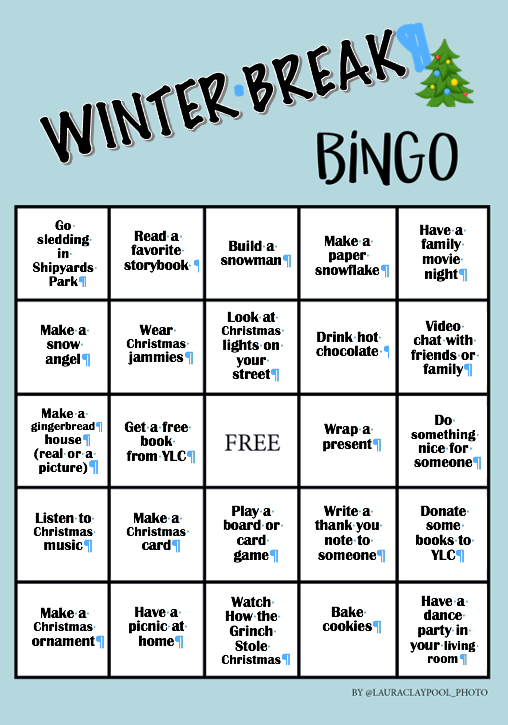 WINTER BREAK¶
BiNGO
Go
sledding
in
Shipyards
Park¶
Read a
favorite
storybook ¶
Build a
snowman¶
Make a
paper
snowflake¶
Have a
family
movie
night¶
Make a
snow
angel¶
Wear
Christmas
jammies¶
Look at
Christmas
lights on
your
street¶
Drink hot
chocolate ¶
Video
chat with
friends or
family¶
Make a
gingerbread¶
house¶
(real or a
picture)¶
Get a free
book
from YLC¶
FREE
Wrap a
present¶
Do
something
nice for
someone¶
Listen to
Christmas
music¶
Make a
Christmas
card¶
Play a
board or
card
game¶
Write a
thank you
note to
someone¶
Donate
some
books to
YLC¶
Make a
Christmas
ornament¶
Have a
picnic at
home¶
Watch
How the
Grinch
Stole
Christmas¶
Bake
cookies¶
Have a
dance
party in
your living
room¶
BY @LAURACLAYPOOL_PHOTO